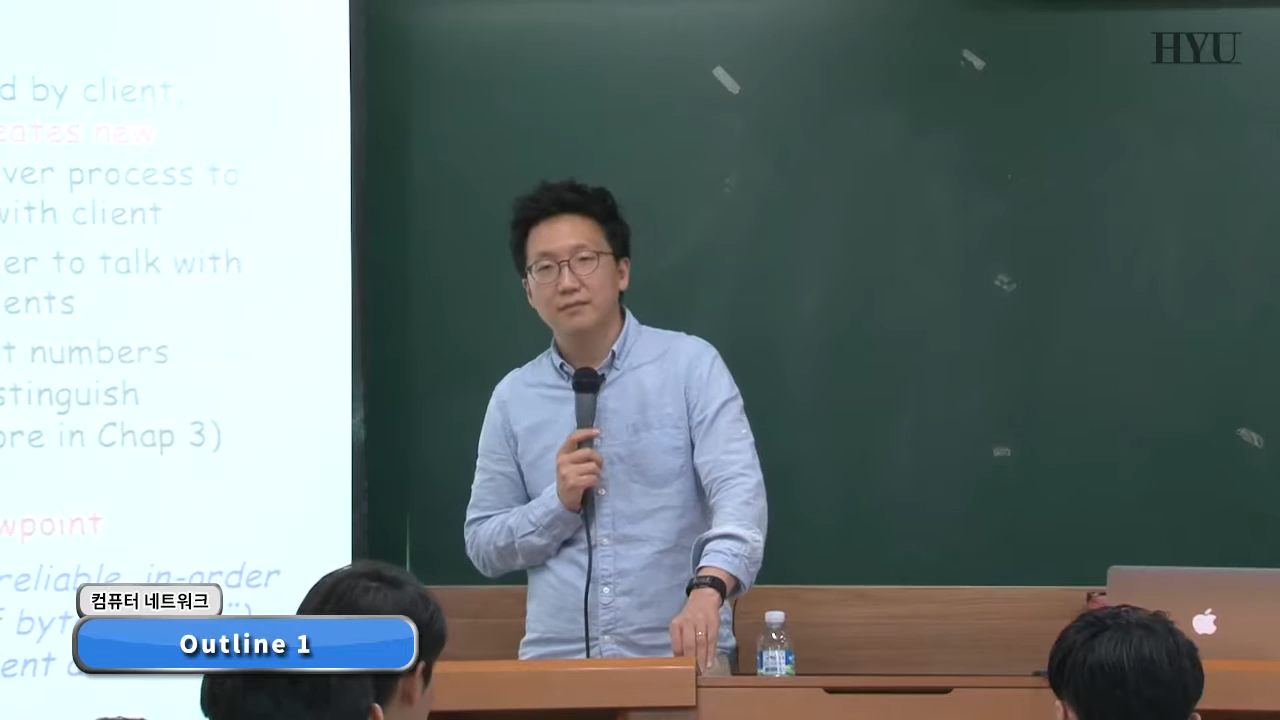 HYU
d by client,
eates new
ver process to
with client
er to talk with
ents
t numbers
stinguish
ore in Chap 3)
wpoint
reliable, in-order
f byt
ent
컴퓨터 네트워크
Outline 1